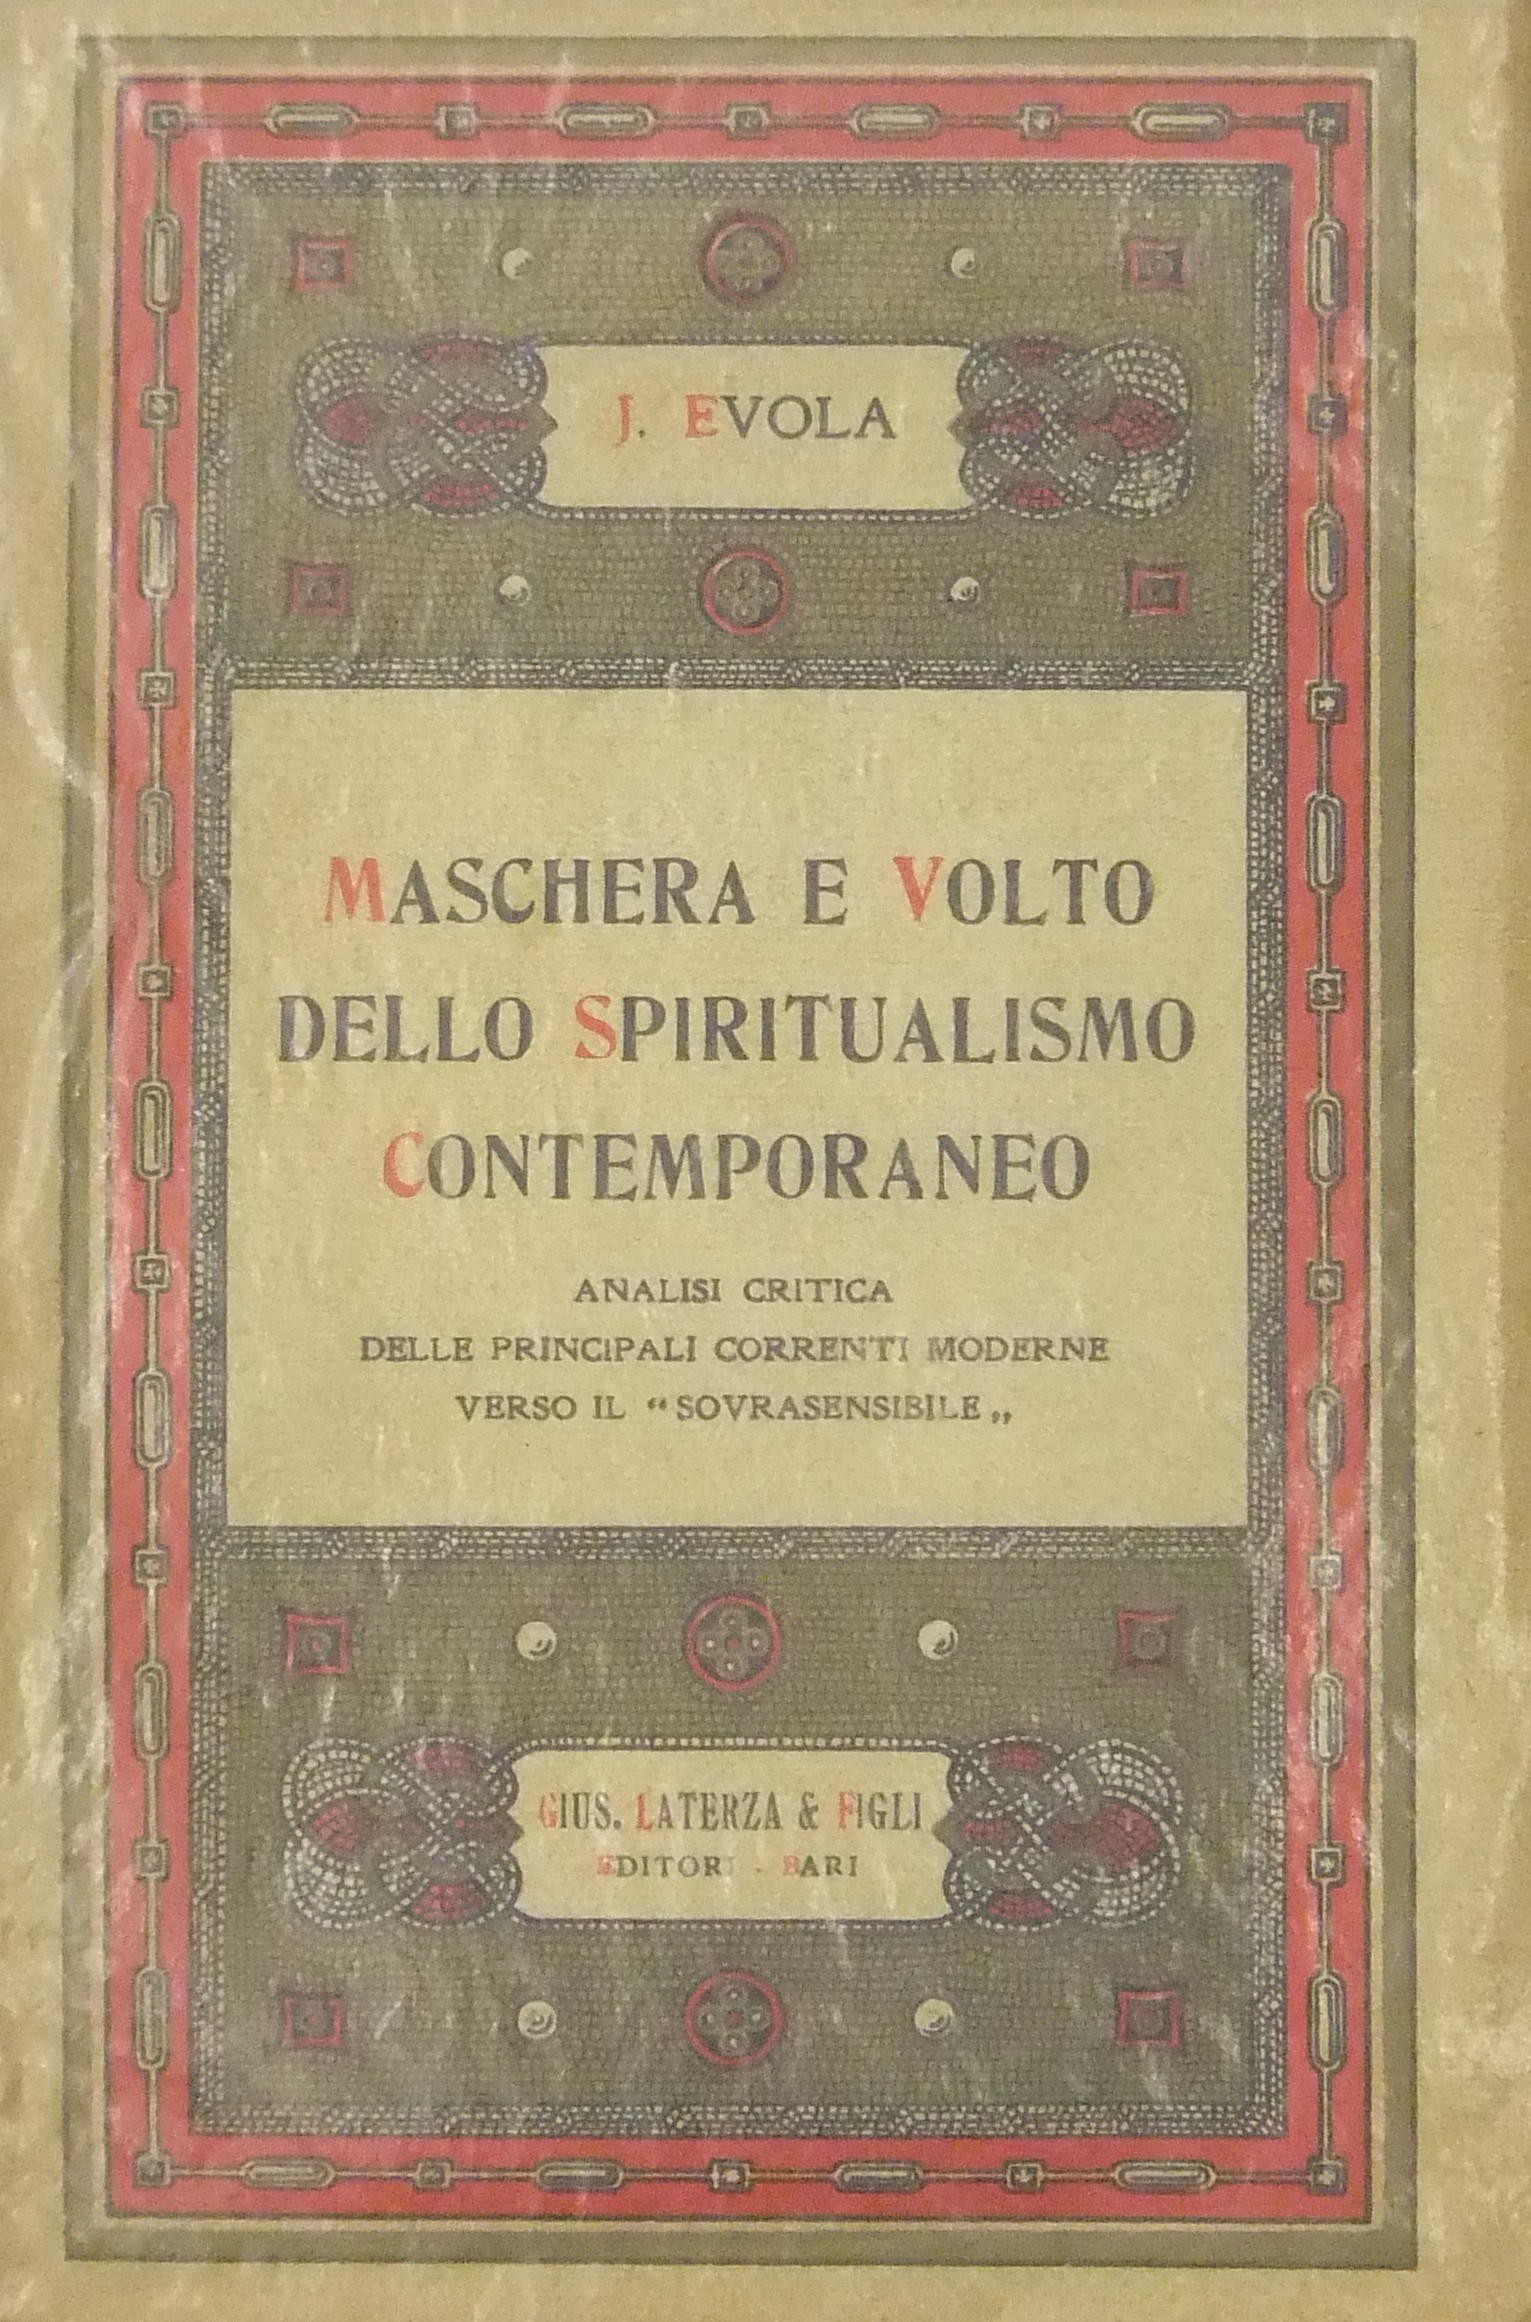 J. EVOLA
MASCHERA E VOLTO
DELLO SPIRITUALISMO
CONTEMPORANEO
ANALISI CRITICA
DELLE PRINCIPALI CORRENTI MODERNE
VERSO IL “SOVRASENSIBILE„
GIUS. LATERZA & FIGLI
EDITORI - BARI